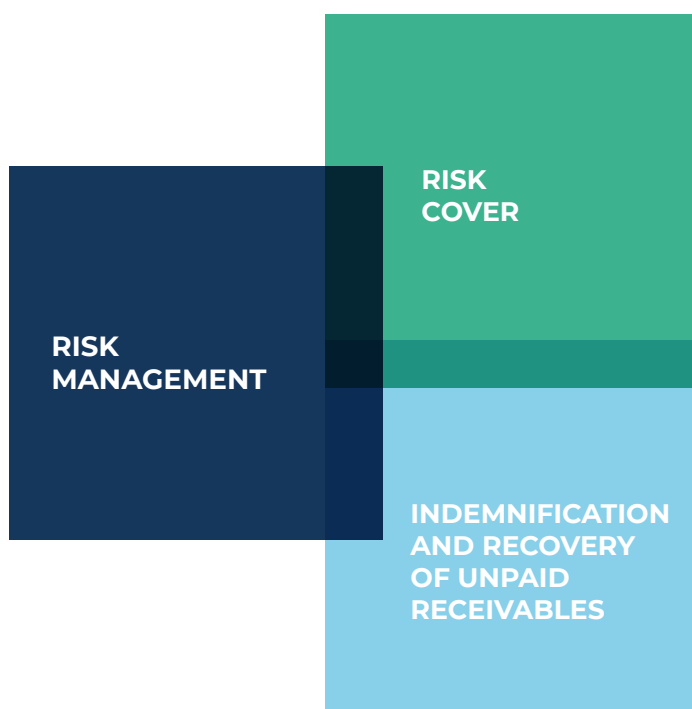 RISK
COVER
RISK
MANAGEMENT
INDEMNIFICATION
AND RECOVERY
OF UNPAID
RECEIVABLES